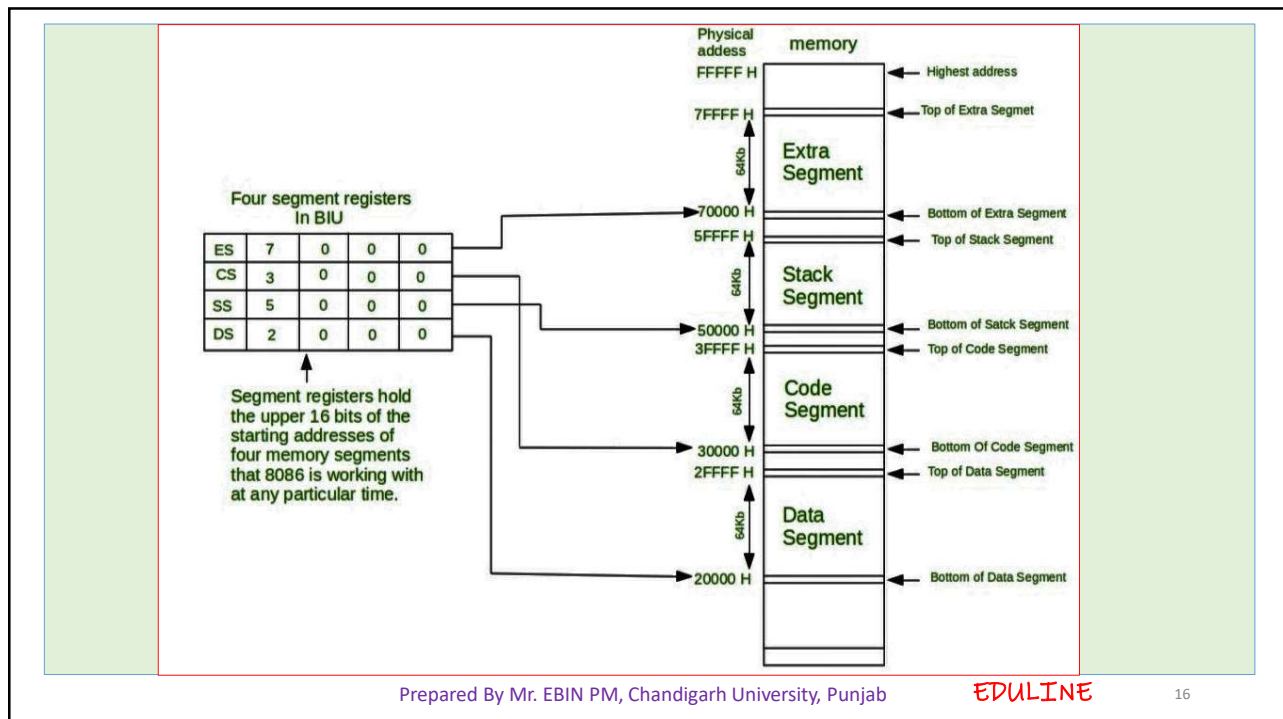 Physical
addess
memory
FFFFF H
Highest address
7FFFF H
Top of Extra Segmet
64Kb
Extra
Segment
70000 H
Bottom of Extra Segment
5FFFF H
Top of Stack Segment
64Kb
Stack
Segment
50000 H
Bottom of Satck Segment
3FFFF H
Top of Code Segment
64Kb
Code
Segment
30000 H
Bottom Of Code Segment
2FFFF H
Top of Data Segment
64Kb
Data
Segment
20000 H
Bottom of Data Segment
Four segment registers
In BIU
ES 7 0 0 0
CS 3 0 0 0
SS 5 0 0 0
DS 2 0 0 0
Segment registers hold
the upper 16 bits of the
starting addresses of
four memory segments
that 8086 is working with
at any particular time.
Prepared By Mr. EBIN PM, Chandigarh University, Punjab
EDULINE
16